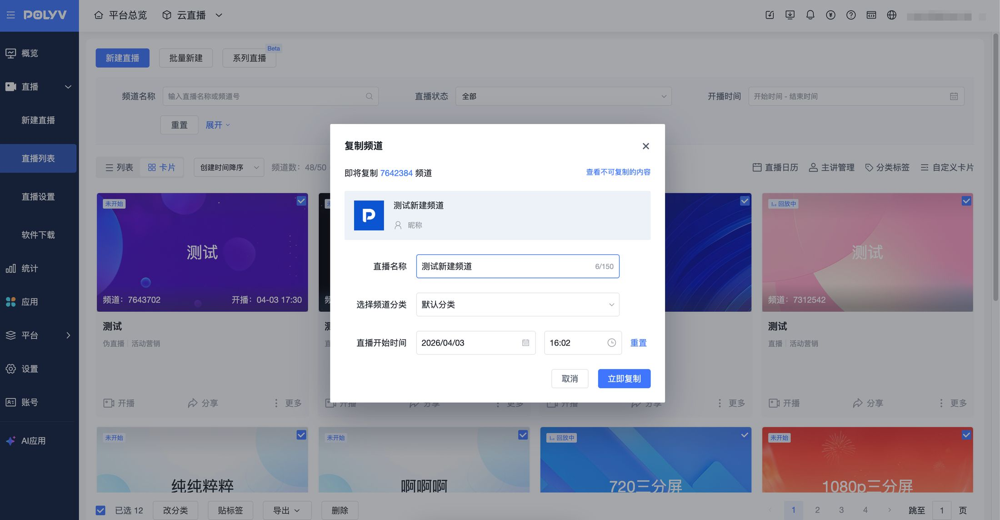 POLYV
平台总览
云直播
概览
直播
新建直播
直播列表
直播设置
软件下载
统计
应用
平台
设置
账号
AI应用
新建直播
批量新建
系列直播
Beta
频道名称
输入直播名称或频道号
直播状态
全部
开播时间
开始时间 - 结束时间
重置
展开
列表
卡片
创建时间降序
频道数：48/50
直播日历
主讲管理
分类标签
自定义卡片
未开始
测试
频道：7643702
开播：04-03 17:30
测试
伪直播 | 活动营销
开播
分享
更多
开播
分享
更多
开播
分享
更多
回放中
测试
频道：7312542
测试
直播 | 活动营销
开播
分享
更多
复制频道
即将复制 7642384 频道
查看不可复制的内容
测试新建频道
昵称
直播名称
测试新建频道
6/150
选择频道分类
默认分类
直播开始时间
2026/04/03
16:02
重置
取消
立即复制
未开始
纯纯粹粹
未开始
啊啊啊
回放中
720三分屏
未开始
1080p三分屏
已选 12
改分类
贴标签
导出
删除
1
2
3
4
跳至
1
页